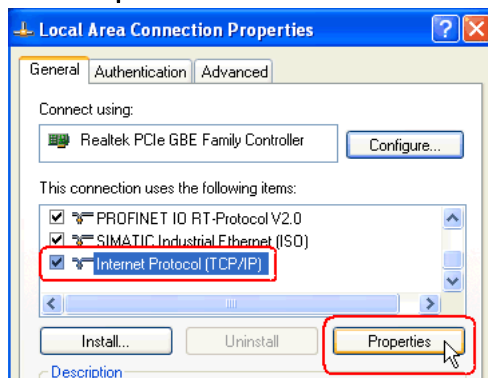 Local Area Connection Properties
General Authentication Advanced
Connect using:
Realtek PCIe GBE Family Controller Configure...
This connection uses the following items:
PROFINET IO RT-Protocol V2.0
SIMATIC Industrial Ethernet (ISO)
Internet Protocol (TCP/IP)
Install... Uninstall Properties
Description